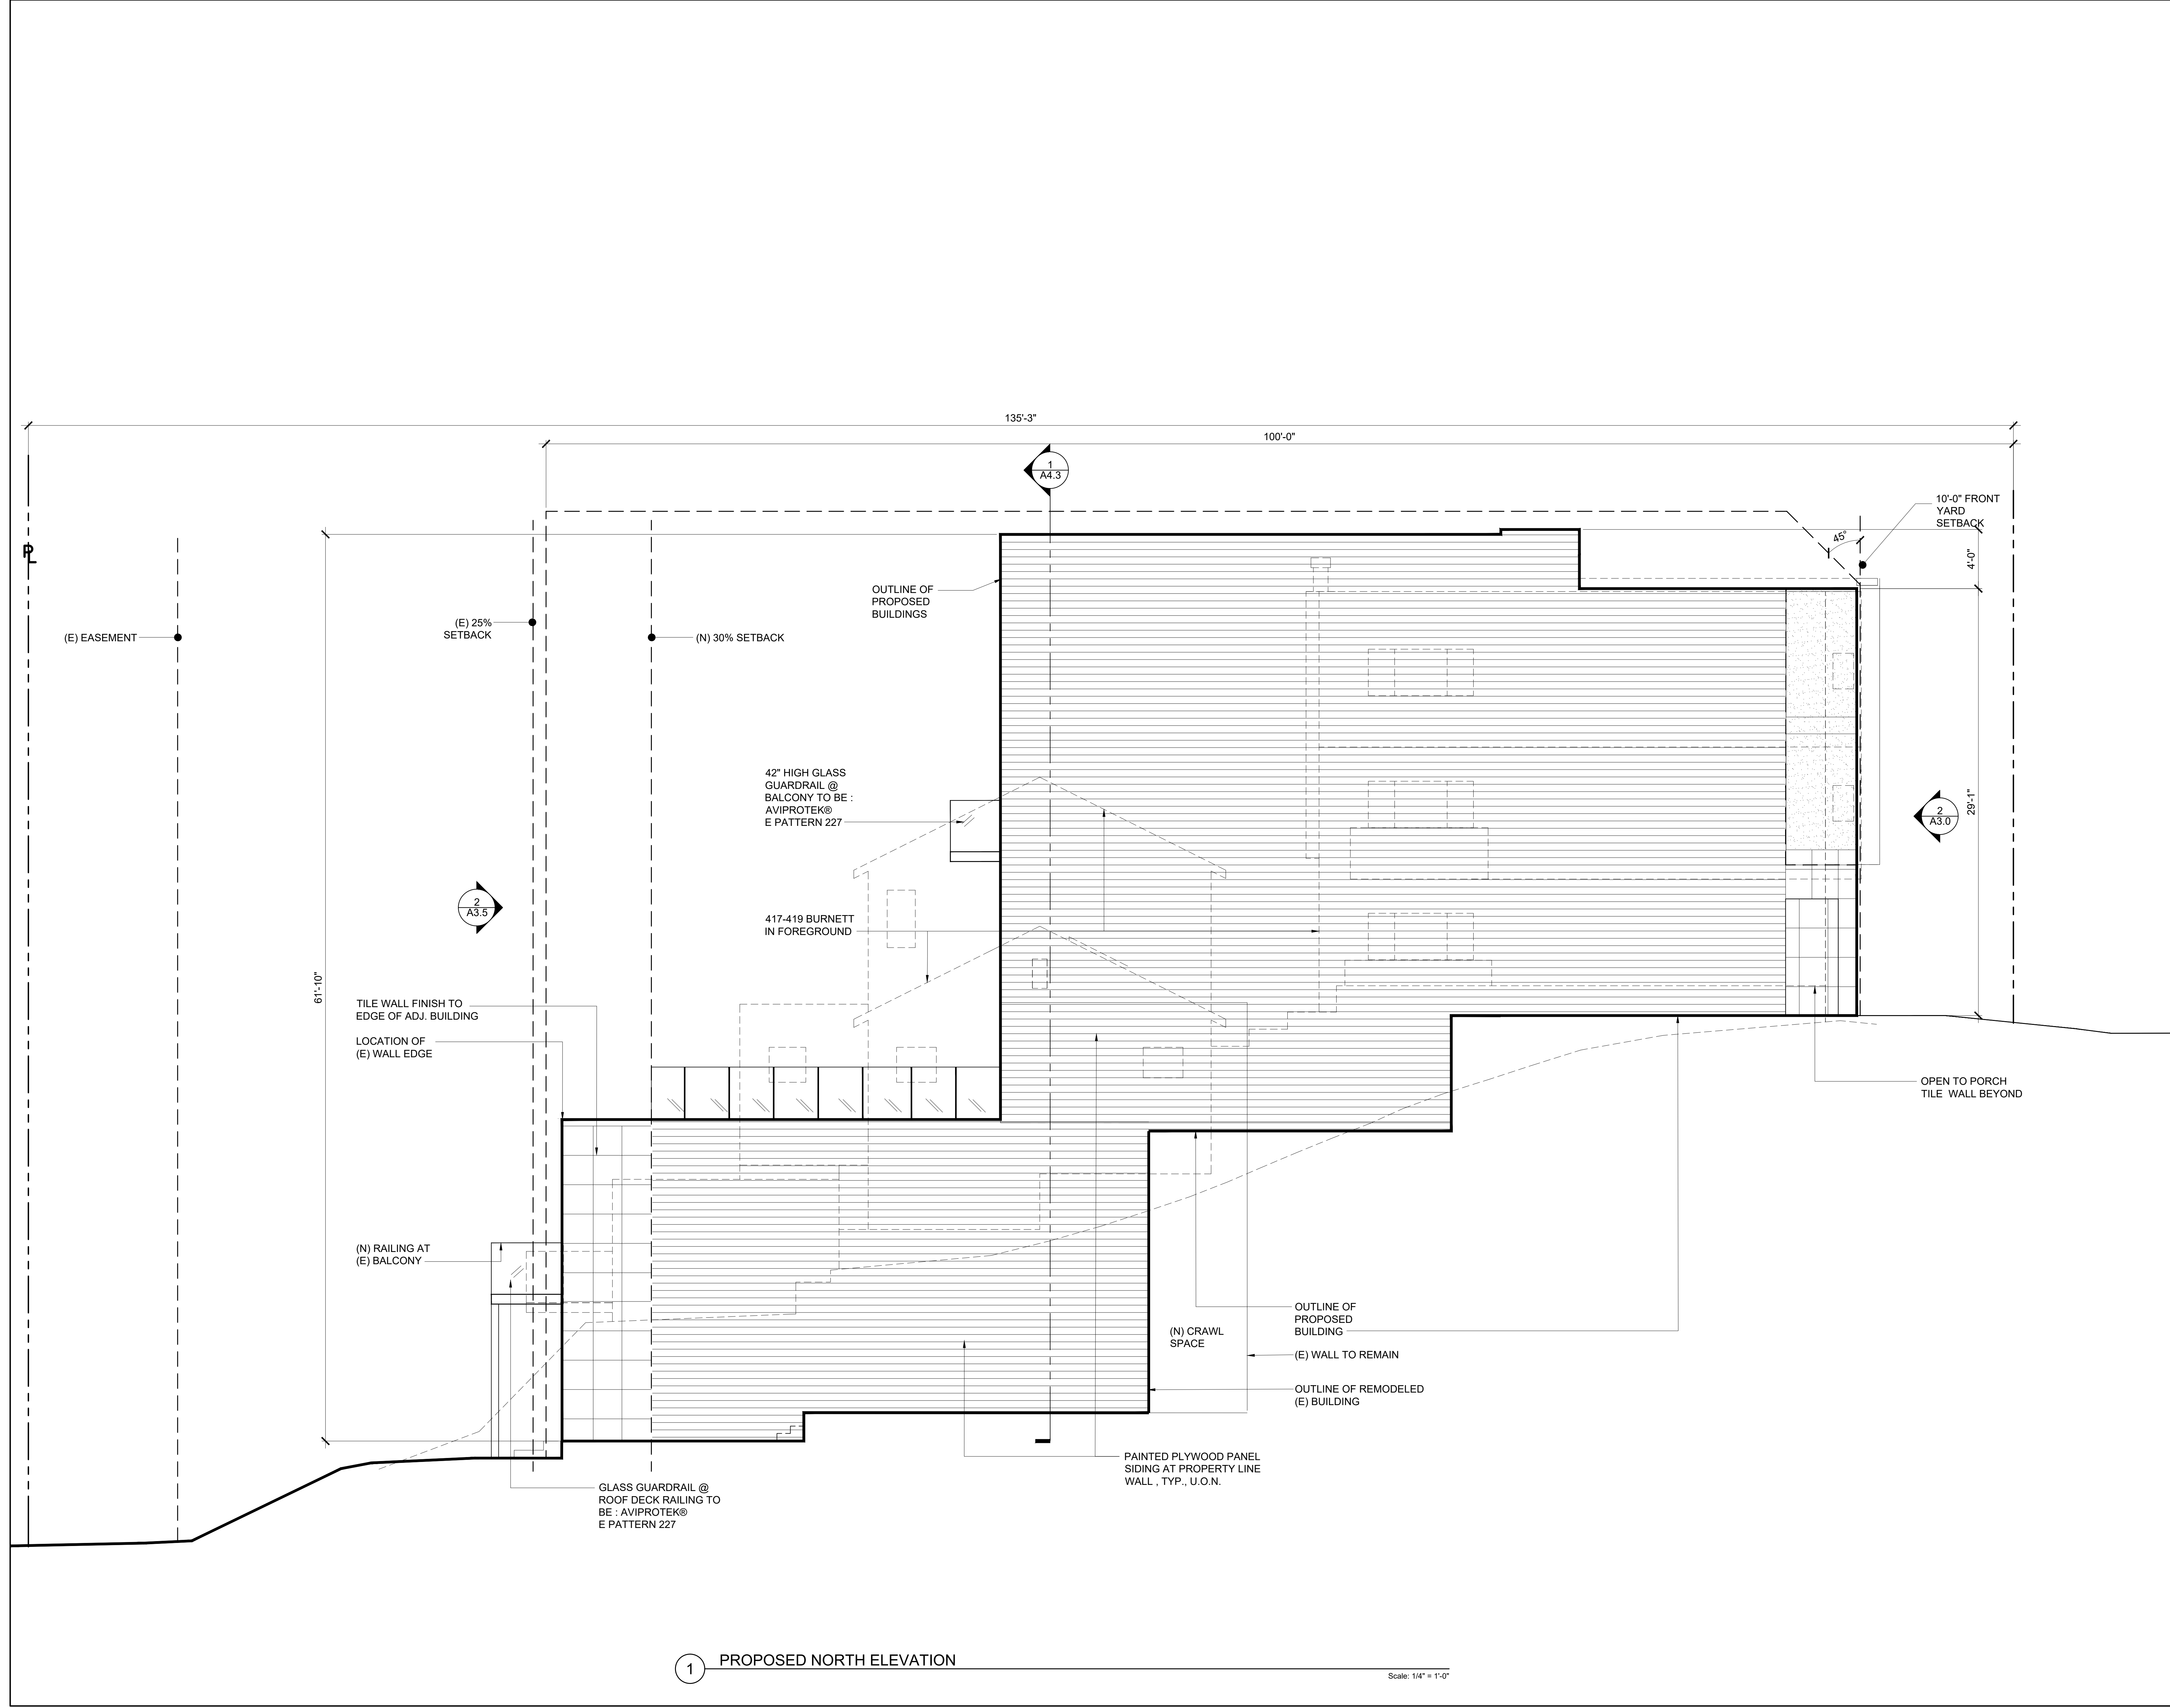 135'-3"
100'-0"
1
A4.3
10'-0" FRONT
YARD
SETBACK
45°
4'-0"
PL
OUTLINE OF
PROPOSED
BUILDINGS
(E) 25%
SETBACK
(E) EASEMENT
(N) 30% SETBACK
42" HIGH GLASS
GUARDRAIL @
BALCONY TO BE :
AVIPROTEK®
E PATTERN 227
29'-1"
2
A3.0
2
A3.5
417-419 BURNETT
IN FOREGROUND
61'-10"
TILE WALL FINISH TO
EDGE OF ADJ. BUILDING
LOCATION OF
(E) WALL EDGE
OPEN TO PORCH
TILE WALL BEYOND
(N) RAILING AT
(E) BALCONY
OUTLINE OF
PROPOSED
BUILDING
(N) CRAWL
SPACE
(E) WALL TO REMAIN
OUTLINE OF REMODELED
(E) BUILDING
PAINTED PLYWOOD PANEL
SIDING AT PROPERTY LINE
WALL , TYP., U.O.N.
GLASS GUARDRAIL @
ROOF DECK RAILING TO
BE : AVIPROTEK®
E PATTERN 227
1
PROPOSED NORTH ELEVATION
Scale: 1/4" = 1'-0"